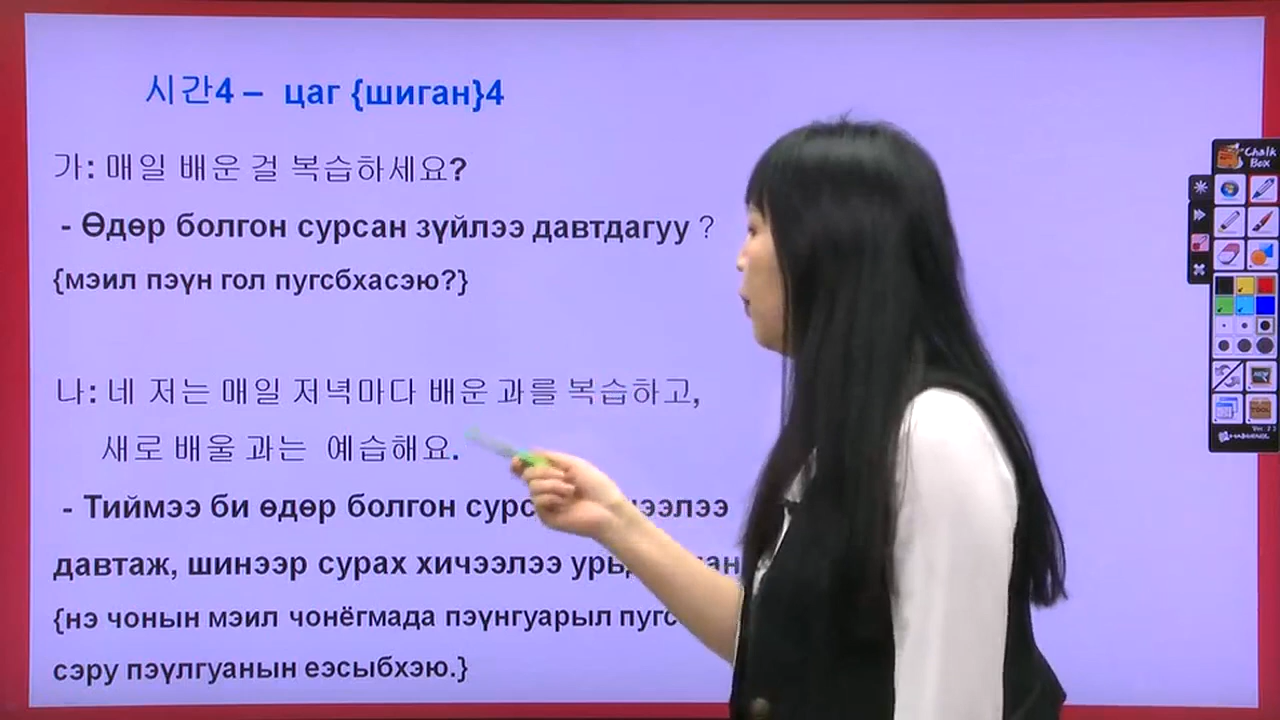 시간4 – цаг {шиган}4
가: 매일 배운 걸 복습하세요?
- Өдөр болгон сурсан зүйлээ давтдагуу ?
{мэил пэүн гол пугсбхасэю?}
나: 네 저는 매일 저녁마다 배운 과를 복습하고,
새로 배울 과는 예습해요.
- Тиймээ би өдөр болгон
давтаж, шинээр сурах хичээлээ
{нэ чонын мэил чонёгмада пэүнгуарыл
сэру пэүлгуанын еэсыбхэю.}
Chalk
Box
TOOL